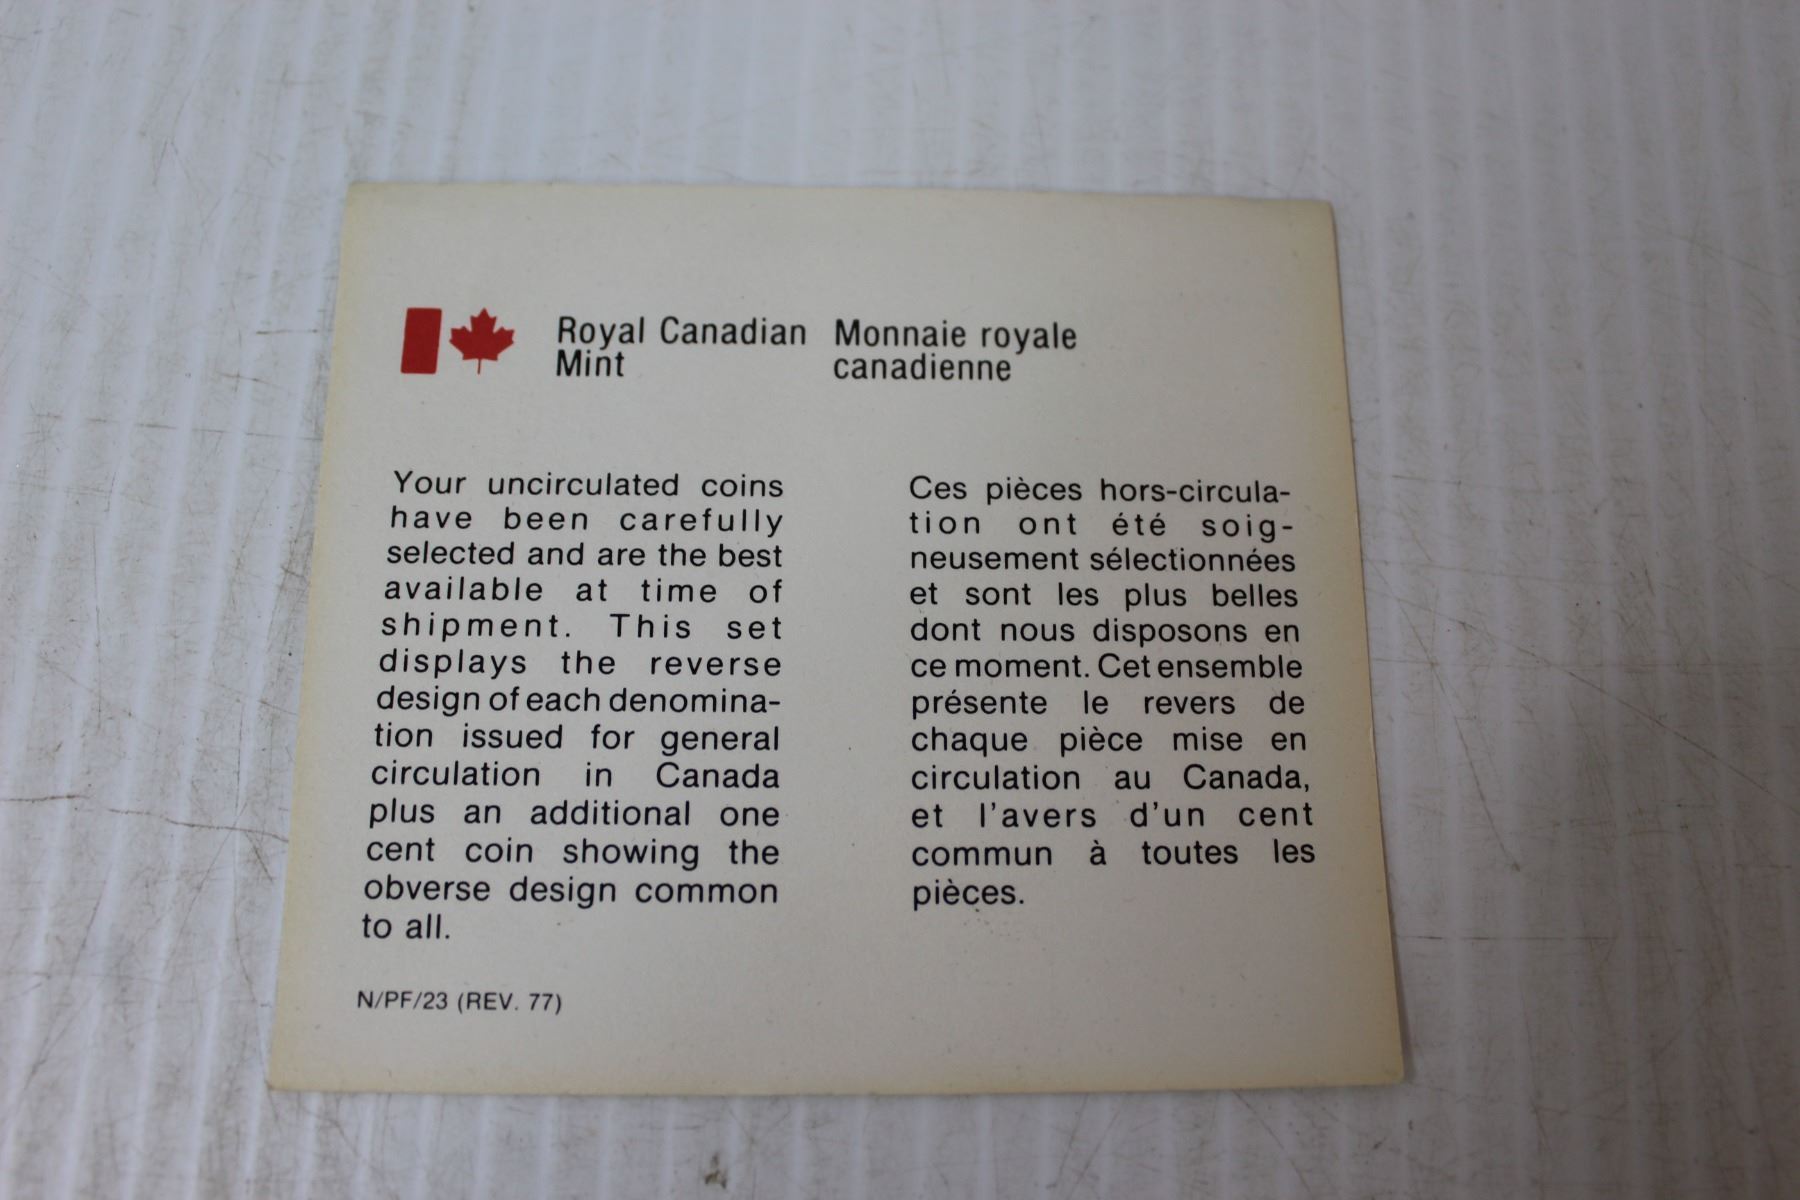 Royal Canadian
Mint
Monnaie royale
canadienne
Your uncirculated coins
have been carefully
selected and are the best
available at time of
shipment. This set
displays the reverse
design of each denomina-
tion issued for general
circulation in Canada
plus an additional one
cent coin showing the
obverse design common
to all.
Ces pièces hors-circula-
tion ont été soig-
neusement sélectionnées
et sont les plus belles
dont nous disposons en
ce moment. Cet ensemble
présente le revers de
chaque pièce mise en
circulation au Canada,
et l'avers d'un cent
commun à toutes les
pièces.
N/PF/23 (REV. 77)